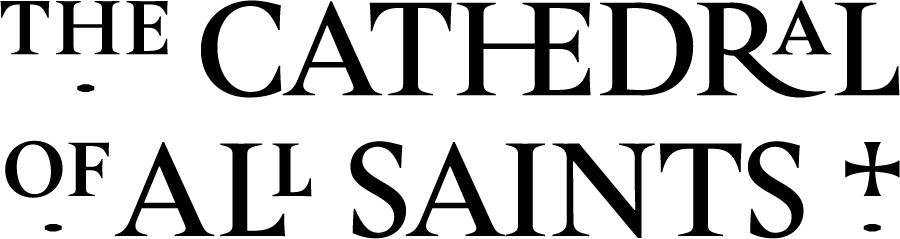 THE CATHEDRAL
OF ALL SAINTS